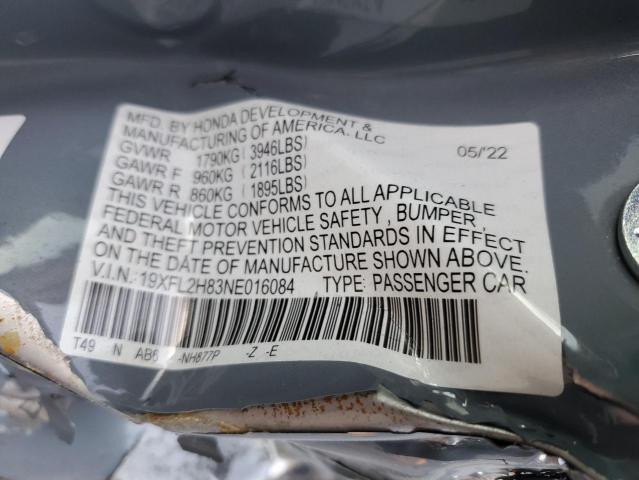 MFD. BY HONDA DEVELOPMENT &
MANUFACTURING OF AMERICA. LLC
05/'22
GVWR 1790KG (3946LBS)
GAWR F 960KG (2116LBS)
GAWR R 860KG (1895LBS)
THIS VEHICLE CONFORMS TO ALL APPLICABLE
FEDERAL MOTOR VEHICLE SAFETY , BUMPER ,
AND THEFT PREVENTION STANDARDS IN EFFECT
ON THE DATE OF MANUFACTURE SHOWN ABOVE.
V.I.N.: 19XFL2H83NE016084 TYPE: PASSENGER CAR
T49 N AB6 -NH877P -Z -E